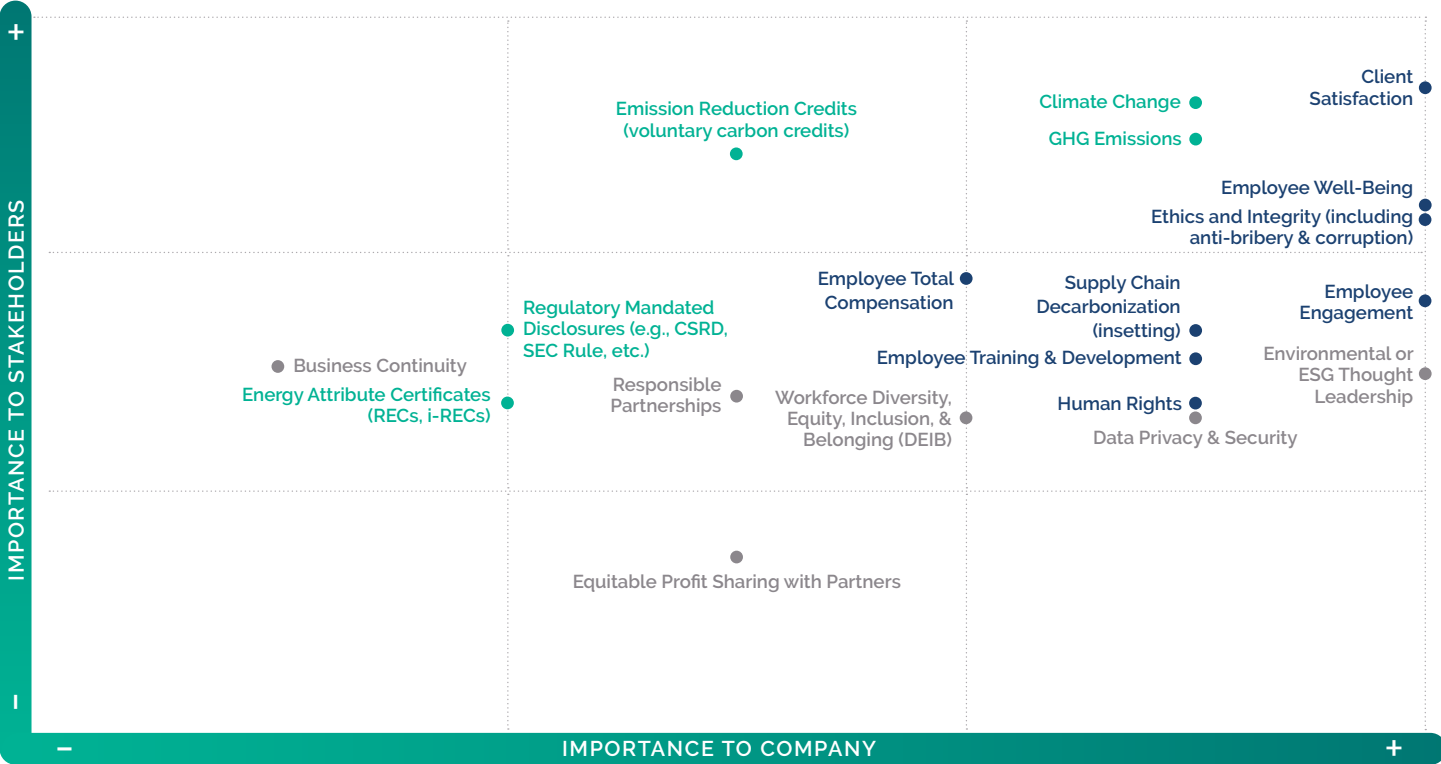 +
Client
Satisfaction
Climate Change
Emission Reduction Credits
(voluntary carbon credits)
GHG Emissions
Employee Well-Being
Ethics and Integrity (including
anti-bribery & corruption)
Employee Total
Compensation
Supply Chain
Decarbonization
(insetting)
Employee
Engagement
Regulatory Mandated
Disclosures (e.g., CSRD,
SEC Rule, etc.)
Employee Training & Development
Environmental or
ESG Thought
Leadership
Business Continuity
Energy Attribute Certificates
(RECs, i-RECs)
Responsible
Partnerships
Workforce Diversity,
Equity, Inclusion, &
Belonging (DEIB)
Human Rights
Data Privacy & Security
Equitable Profit Sharing with Partners
IMPORTANCE TO STAKEHOLDERS
–
–
IMPORTANCE TO COMPANY
+